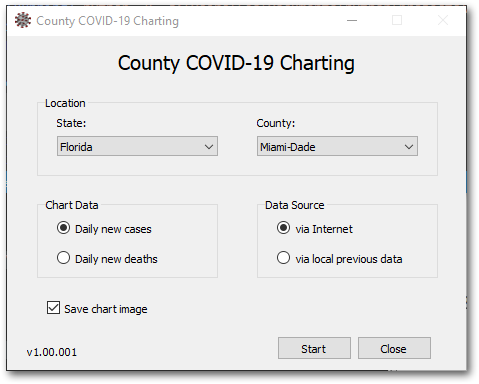 County COVID-19 Charting
County COVID-19 Charting
Location
State:
County:
Florida
Miami-Dade
Chart Data
Data Source
Daily new cases
via Internet
Daily new deaths
via local previous data
Save chart image
v1.00.001
Start
Close